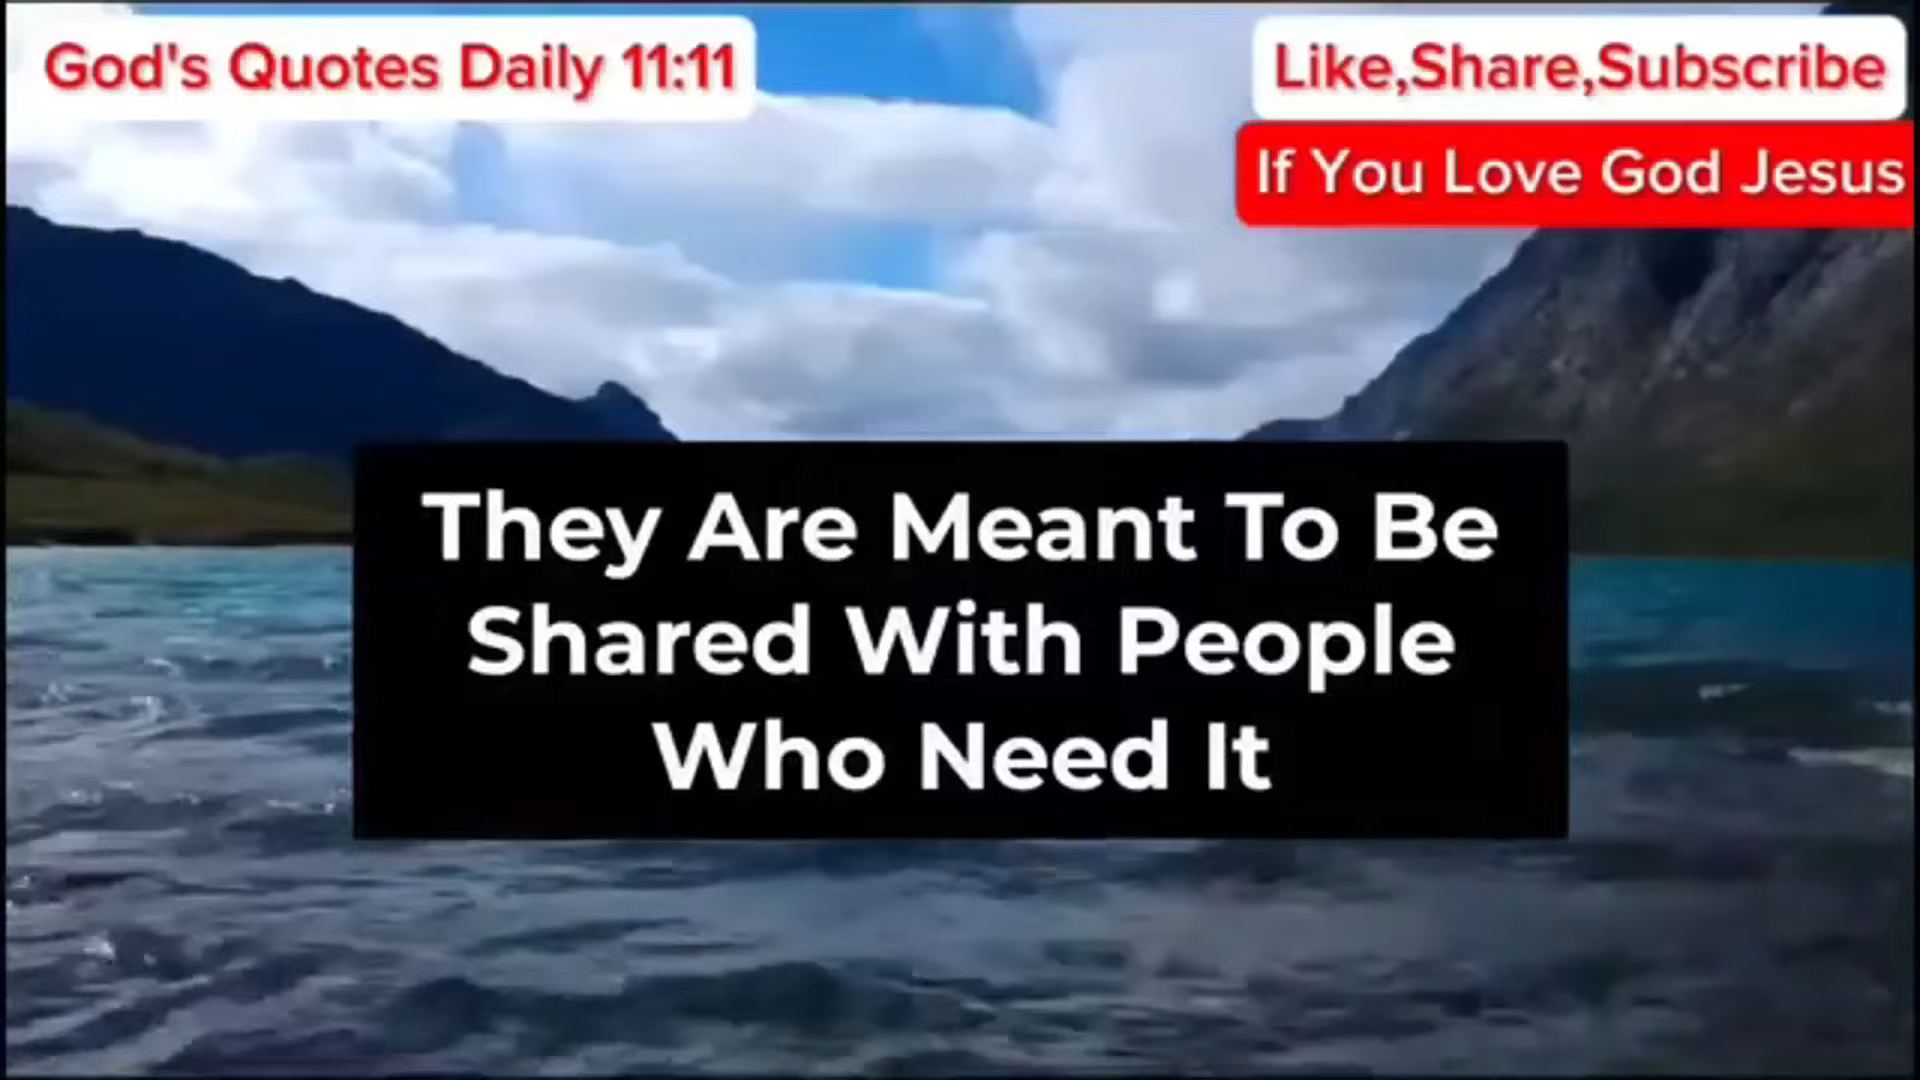 God's Quotes Daily 11:11
Like,Share,Subscribe
If You Love God Jesus
They Are Meant To Be
Shared With People
Who Need It